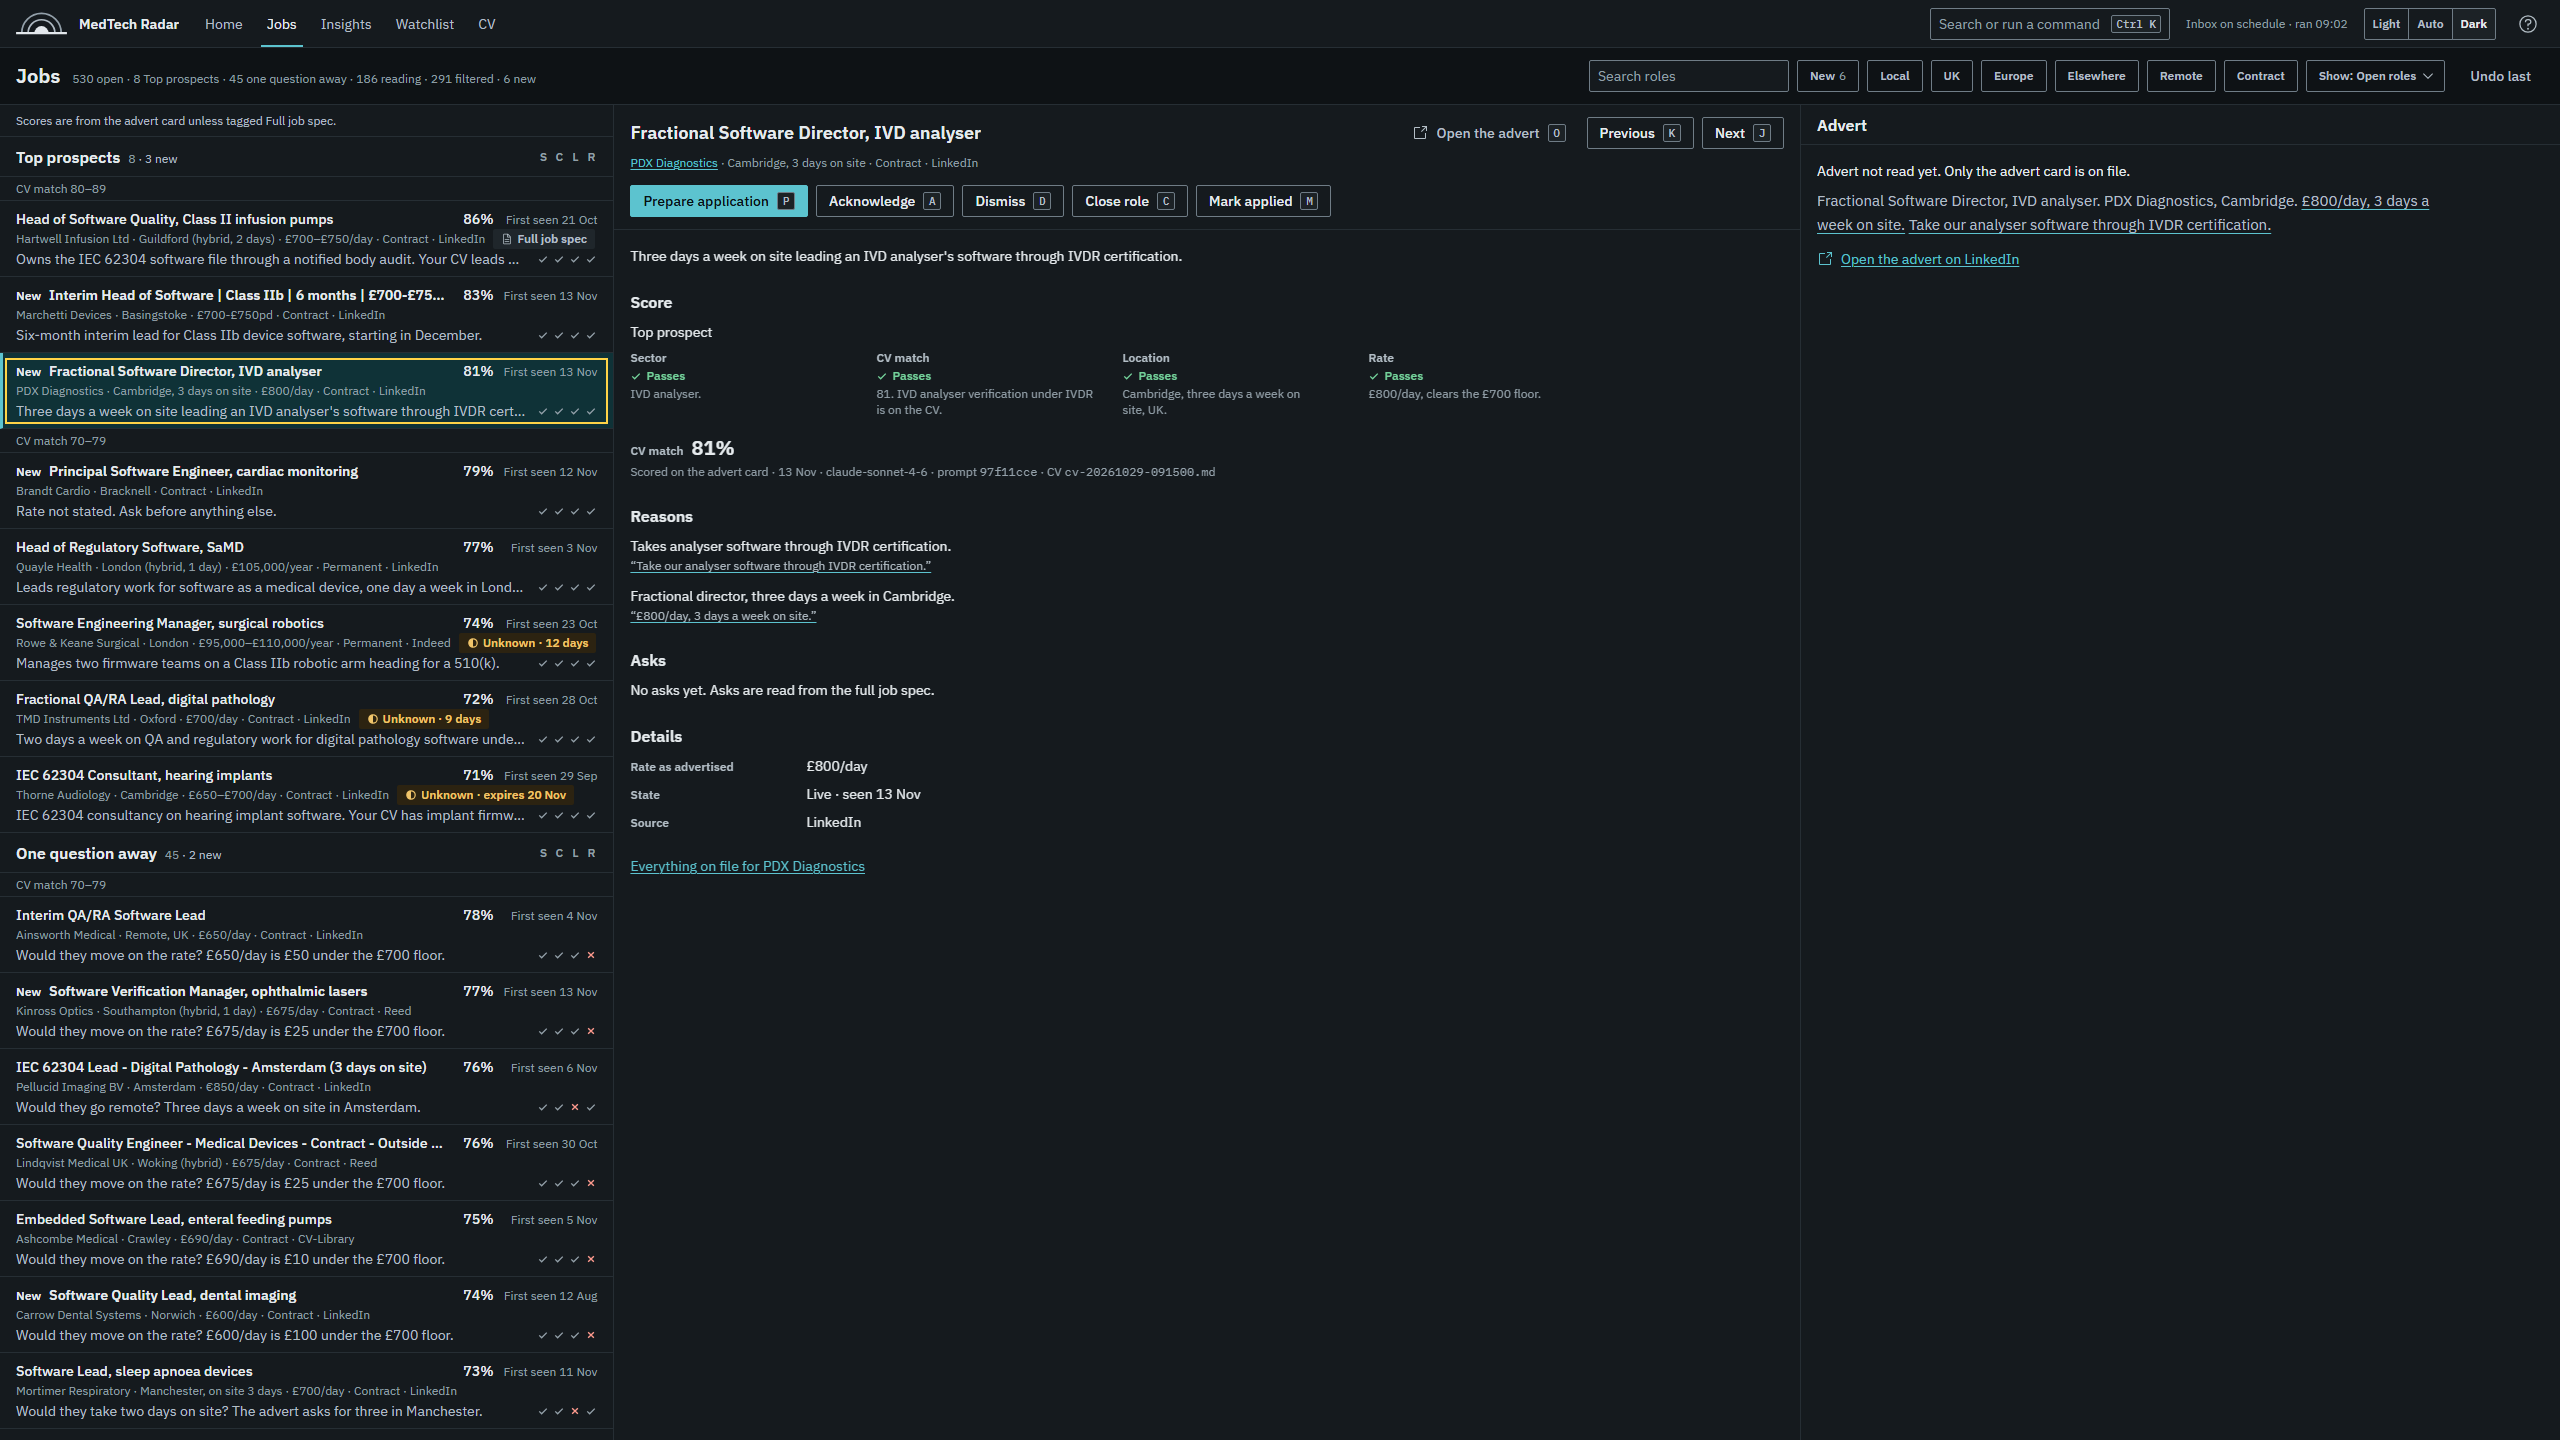 MedTech Radar Home Jobs Insights Watchlist CV Search or run a command Ctrl K Inbox on schedule · ran 09:02 Light Auto Dark
Jobs 530 open · 8 Top prospects · 45 one question away · 186 reading · 291 filtered · 6 new Search roles New 6 Local UK Europe Elsewhere Remote Contract Show: Open roles Undo last
Scores are from the advert card unless tagged Full job spec.
Top prospects 8 · 3 new S C L R
CV match 80–89
Head of Software Quality, Class II infusion pumps 86% First seen 21 Oct
Hartwell Infusion Ltd · Guildford (hybrid, 2 days) · £700–£750/day · Contract · LinkedIn Full job spec
Owns the IEC 62304 software file through a notified body audit. Your CV leads ...
New Interim Head of Software | Class IIb | 6 months | £700-£75... 83% First seen 13 Nov
Marchetti Devices · Basingstoke · £700-£750pd · Contract · LinkedIn
Six-month interim lead for Class IIb device software, starting in December.
New Fractional Software Director, IVD analyser 81% First seen 13 Nov
PDX Diagnostics · Cambridge, 3 days on site · £800/day · Contract · LinkedIn
Three days a week on site leading an IVD analyser's software through IVDR cert...
CV match 70–79
New Principal Software Engineer, cardiac monitoring 79% First seen 12 Nov
Brandt Cardio · Bracknell · Contract · LinkedIn
Rate not stated. Ask before anything else.
Head of Regulatory Software, SaMD 77% First seen 3 Nov
Quayle Health · London (hybrid, 1 day) · £105,000/year · Permanent · LinkedIn
Leads regulatory work for software as a medical device, one day a week in Lond...
Software Engineering Manager, surgical robotics 74% First seen 23 Oct
Rowe & Keane Surgical · London · £95,000–£110,000/year · Permanent · Indeed Unknown · 12 days
Manages two firmware teams on a Class IIb robotic arm heading for a 510(k).
Fractional QA/RA Lead, digital pathology 72% First seen 28 Oct
TMD Instruments Ltd · Oxford · £700/day · Contract · LinkedIn Unknown · 9 days
Two days a week on QA and regulatory work for digital pathology software unde...
IEC 62304 Consultant, hearing implants 71% First seen 29 Sep
Thorne Audiology · Cambridge · £650–£700/day · Contract · LinkedIn Unknown · expires 20 Nov
IEC 62304 consultancy on hearing implant software. Your CV has implant firmw...
One question away 45 · 2 new S C L R
CV match 70–79
Interim QA/RA Software Lead 78% First seen 4 Nov
Ainsworth Medical · Remote, UK · £650/day · Contract · LinkedIn
Would they move on the rate? £650/day is £50 under the £700 floor.
New Software Verification Manager, ophthalmic lasers 77% First seen 13 Nov
Kinross Optics · Southampton (hybrid, 1 day) · £675/day · Contract · Reed
Would they move on the rate? £675/day is £25 under the £700 floor.
IEC 62304 Lead - Digital Pathology - Amsterdam (3 days on site) 76% First seen 6 Nov
Pellucid Imaging BV · Amsterdam · €850/day · Contract · LinkedIn
Would they go remote? Three days a week on site in Amsterdam.
Software Quality Engineer - Medical Devices - Contract - Outside ... 76% First seen 30 Oct
Lindqvist Medical UK · Woking (hybrid) · £675/day · Contract · Reed
Would they move on the rate? £675/day is £25 under the £700 floor.
Embedded Software Lead, enteral feeding pumps 75% First seen 5 Nov
Ashcombe Medical · Crawley · £690/day · Contract · CV-Library
Would they move on the rate? £690/day is £10 under the £700 floor.
New Software Quality Lead, dental imaging 74% First seen 12 Aug
Carrow Dental Systems · Norwich · £600/day · Contract · LinkedIn
Would they move on the rate? £600/day is £100 under the £700 floor.
Software Lead, sleep apnoea devices 73% First seen 11 Nov
Mortimer Respiratory · Manchester, on site 3 days · £700/day · Contract · LinkedIn
Would they take two days on site? The advert asks for three in Manchester.
Fractional Software Director, IVD analyser Open the advert O Previous K Next J
PDX Diagnostics · Cambridge, 3 days on site · Contract · LinkedIn
Prepare application P Acknowledge A Dismiss D Close role C Mark applied M
Three days a week on site leading an IVD analyser's software through IVDR certification.
Score
Top prospect
Sector CV match Location Rate
Passes Passes Passes Passes
IVD analyser. 81. IVD analyser verification under IVDR Cambridge, three days a week on £800/day, clears the £700 floor.
is on the CV. site, UK.
CV match 81%
Scored on the advert card · 13 Nov · claude-sonnet-4-6 · prompt 97f11cce · CV cv-20261029-091500.md
Reasons
Takes analyser software through IVDR certification.
“Take our analyser software through IVDR certification.”
Fractional director, three days a week in Cambridge.
“£800/day, 3 days a week on site.”
Asks
No asks yet. Asks are read from the full job spec.
Details
Rate as advertised £800/day
State Live · seen 13 Nov
Source LinkedIn
Everything on file for PDX Diagnostics
Advert
Advert not read yet. Only the advert card is on file.
Fractional Software Director, IVD analyser. PDX Diagnostics, Cambridge. £800/day, 3 days a
week on site. Take our analyser software through IVDR certification.
Open the advert on LinkedIn